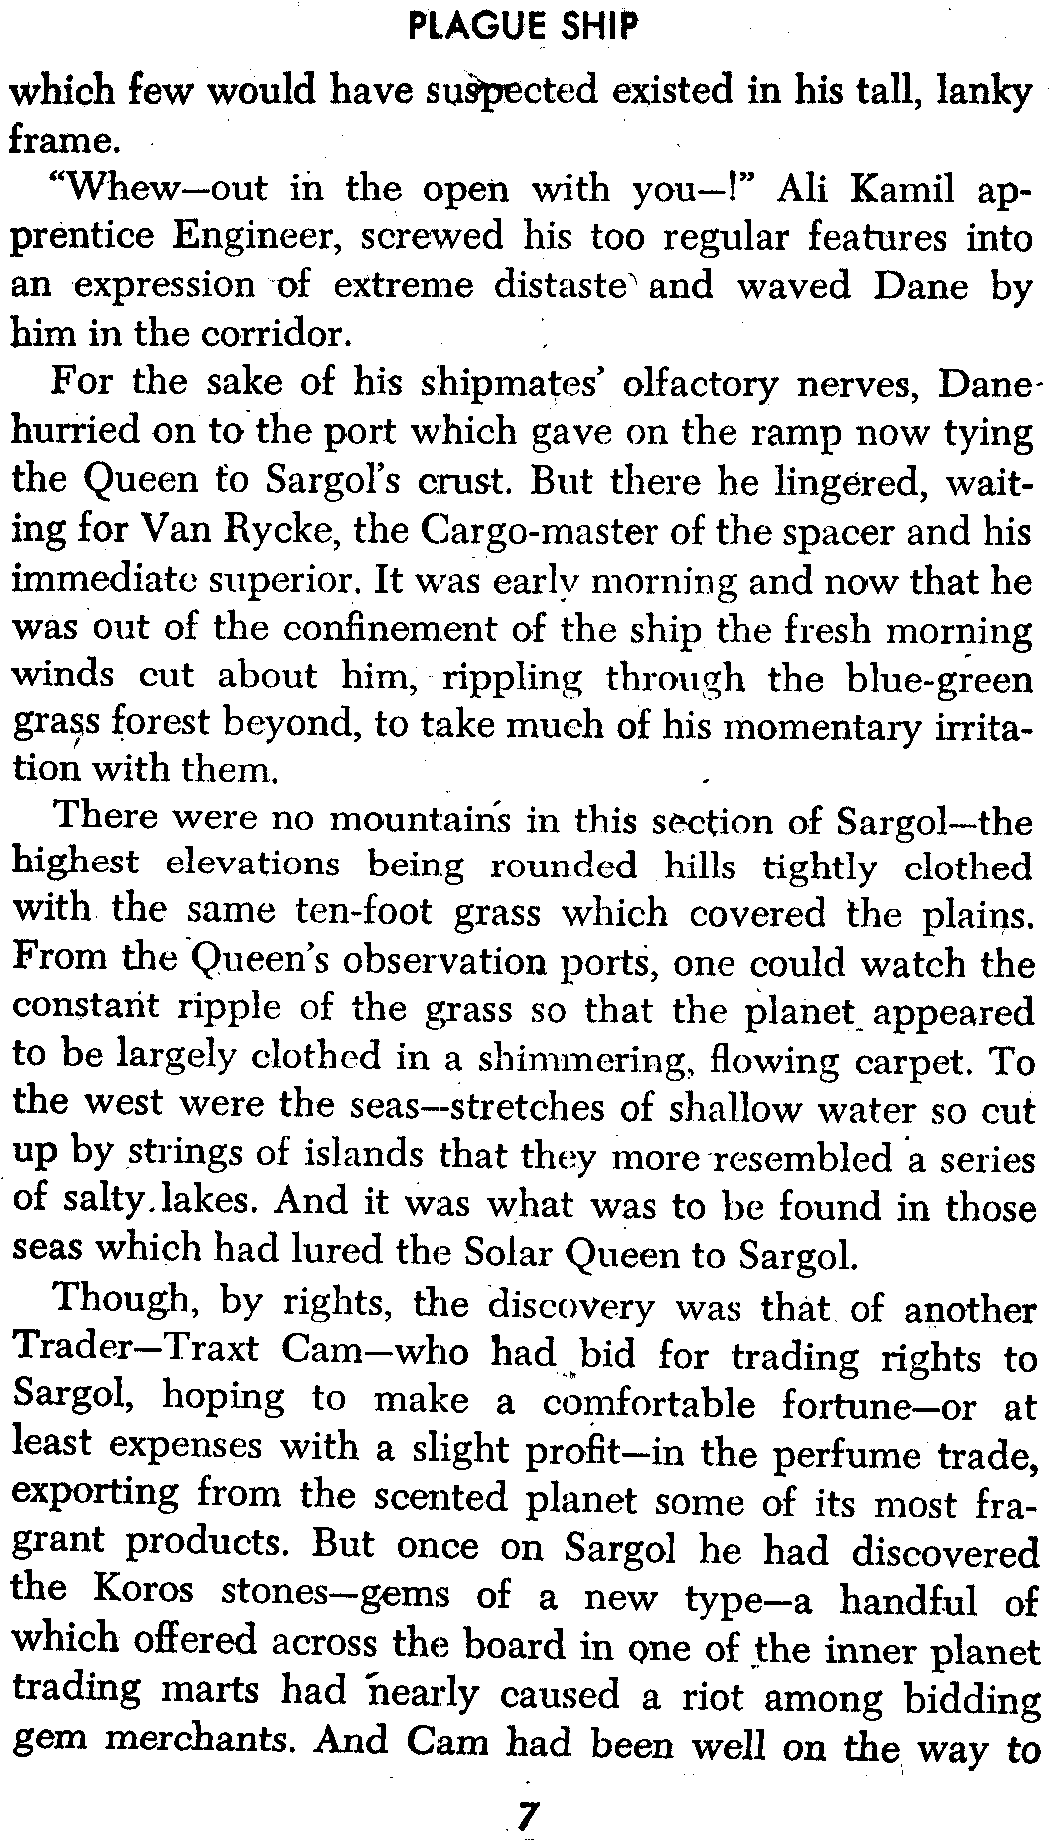 PLAGUE SHIP
which few would have suspected existed in his tall, lanky
frame.
“Whew—out in the open with you—!” Ali Kamil ap-
prentice Engineer, screwed his too regular features into
an expression of extreme distaste and waved Dane by
him in the corridor.
For the sake of his shipmates’ olfactory nerves, Dane
hurried on to the port which gave on the ramp now tying
the Queen to Sargol’s crust. But there he lingered, wait-
ing for Van Rycke, the Cargo-master of the spacer and his
immediate superior. It was early morning and now that he
was out of the confinement of the ship the fresh morning
winds cut about him, rippling through the blue-green
grass forest beyond, to take much of his momentary irrita-
tion with them.
There were no mountains in this section of Sargol—the
highest elevations being rounded hills tightly clothed
with the same ten-foot grass which covered the plains.
From the Queen’s observation ports, one could watch the
constant ripple of the grass so that the planet appeared
to be largely clothed in a shimmering, flowing carpet. To
the west were the seas—stretches of shallow water so cut
up by strings of islands that they more resembled a series
of salty lakes. And it was what was to be found in those
seas which had lured the Solar Queen to Sargol.
Though, by rights, the discovery was that of another
Trader—Traxt Cam—who had bid for trading rights to
Sargol, hoping to make a comfortable fortune—or at
least expenses with a slight profit—in the perfume trade,
exporting from the scented planet some of its most fra-
grant products. But once on Sargol he had discovered
the Koros stones—gems of a new type—a handful of
which offered across the board in one of the inner planet
trading marts had nearly caused a riot among bidding
gem merchants. And Cam had been well on the way to
7